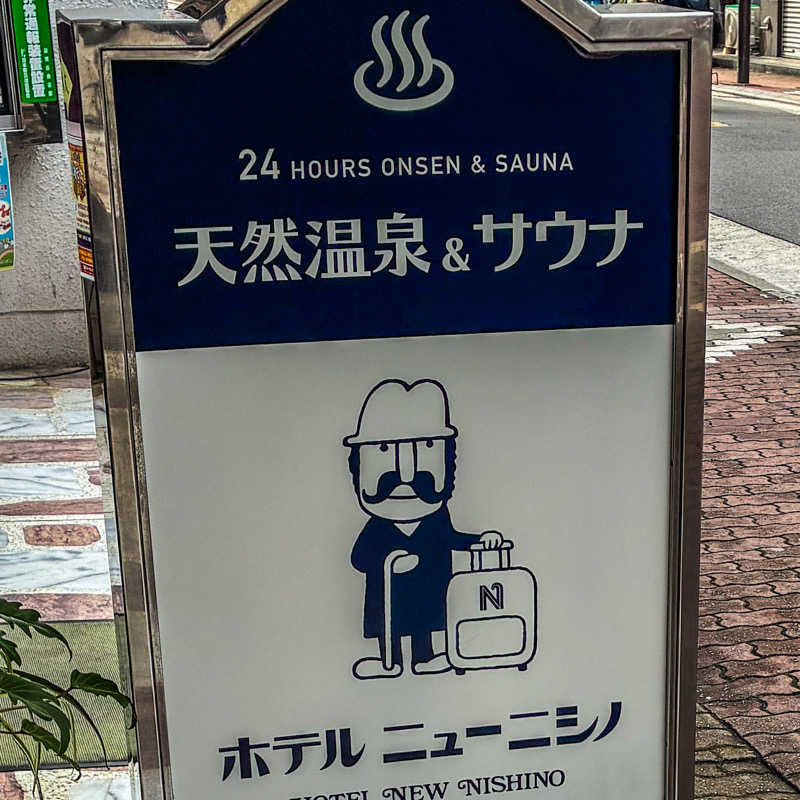 24 HOURS ONSEN & SAUNA
天然温泉&サウナ
N
ホテル ニューニシノ
HOTEL NEW NISHINO